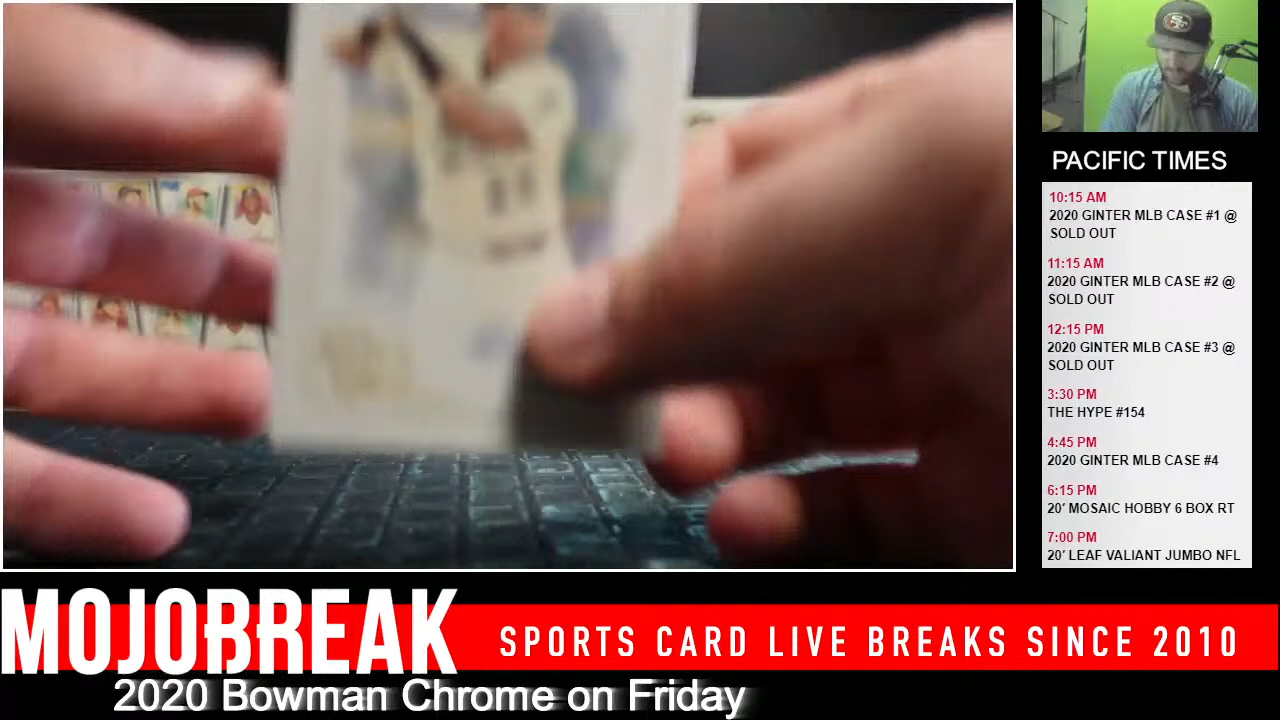 PACIFIC TIMES
10:15 AM
2020 GINTER MLB CASE #1 @
SOLD OUT
11:15 AM
2020 GINTER MLB CASE #2 @
SOLD OUT
12:15 PM
2020 GINTER MLB CASE #3 @
SOLD OUT
3:30 PM
THE HYPE #154
4:45 PM
2020 GINTER MLB CASE #4
6:15 PM
20' MOSAIC HOBBY 6 BOX RT
7:00 PM
20' LEAF VALIANT JUMBO NFL
MOJOBREAK
SPORTS CARD LIVE BREAKS SINCE 2010
2020 Bowman Chrome on Friday